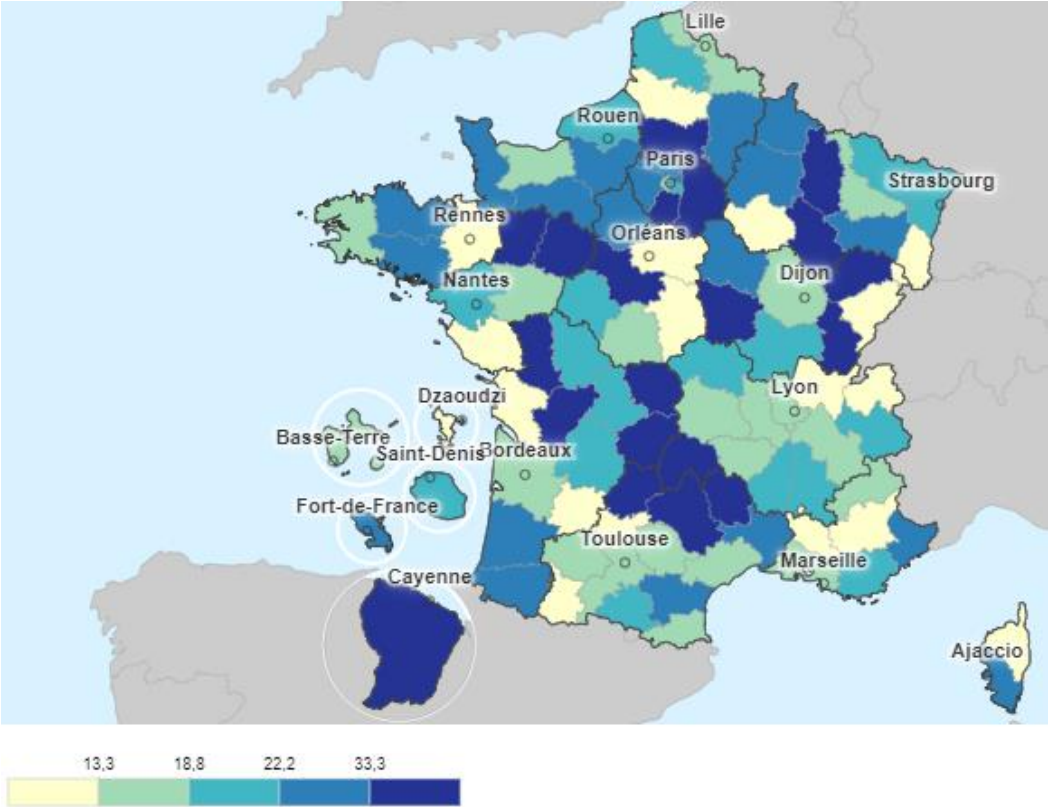 Lille
Rouen
Paris
Strasbourg
Rennes
Orléans
Dijon
Nantes
Lyon
Dzaoudzi
Basse-Terre
Saint-Denis
Bordeaux
Fort-de-France
Toulouse
Marseille
Cayenne
Ajaccio
13,3 18,8 22,2 33,3